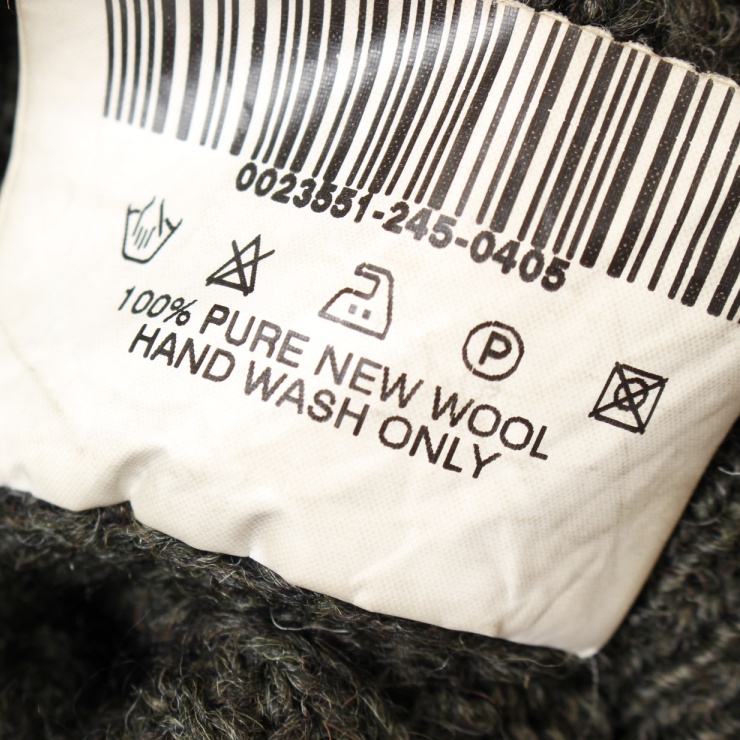 0023551-245-0405
P
100% PURE NEW WOOL
HAND WASH ONLY